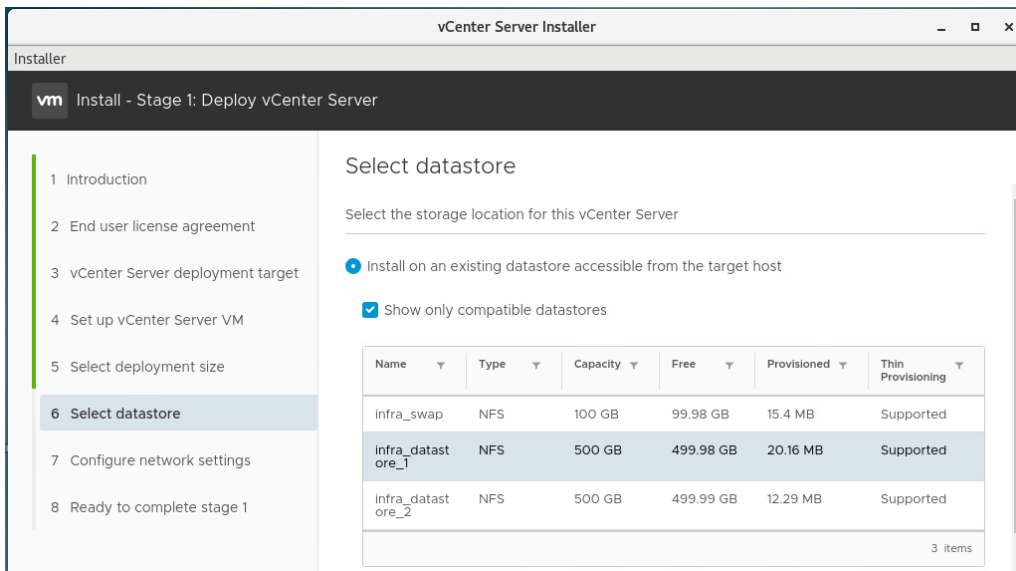 vCenter Server Installer
Installer
vm Install - Stage 1: Deploy vCenter Server
1 Introduction
2 End user license agreement
3 vCenter Server deployment target
4 Set up vCenter Server VM
5 Select deployment size
6 Select datastore
7 Configure network settings
8 Ready to complete stage 1
Select datastore
Select the storage location for this vCenter Server
Install on an existing datastore accessible from the target host
Show only compatible datastores
Name Type Capacity Free Provisioned Thin
Provisioning
infra_swap NFS 100 GB 99.98 GB 15.4 MB Supported
infra_datast NFS 500 GB 499.98 GB 20.16 MB Supported
ore_1
infra_datast NFS 500 GB 499.99 GB 12.29 MB Supported
ore_2
3 items